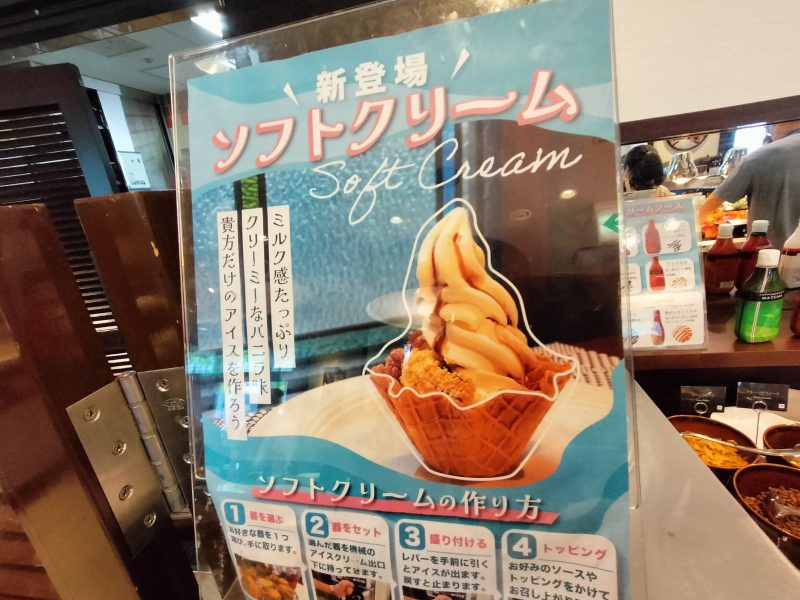 新登場
ソフトクリーム
Soft Cream
ミルク感たっぷり
クリーミーなバニラ味
貴方だけのアイスを作ろう
ソフトクリームの作り方
1 器を選ぶ
お好きな器を1つ
選び、手に取ります。
2 器をセット
選んだ器を機械の
アイスクリーム出口
下に持ってきます。
3 盛り付ける
レバーを手前に引く
とアイスが出ます。
戻すと止まります。
4 トッピング
お好みのソースや
トッピングをかけて
お召し上が